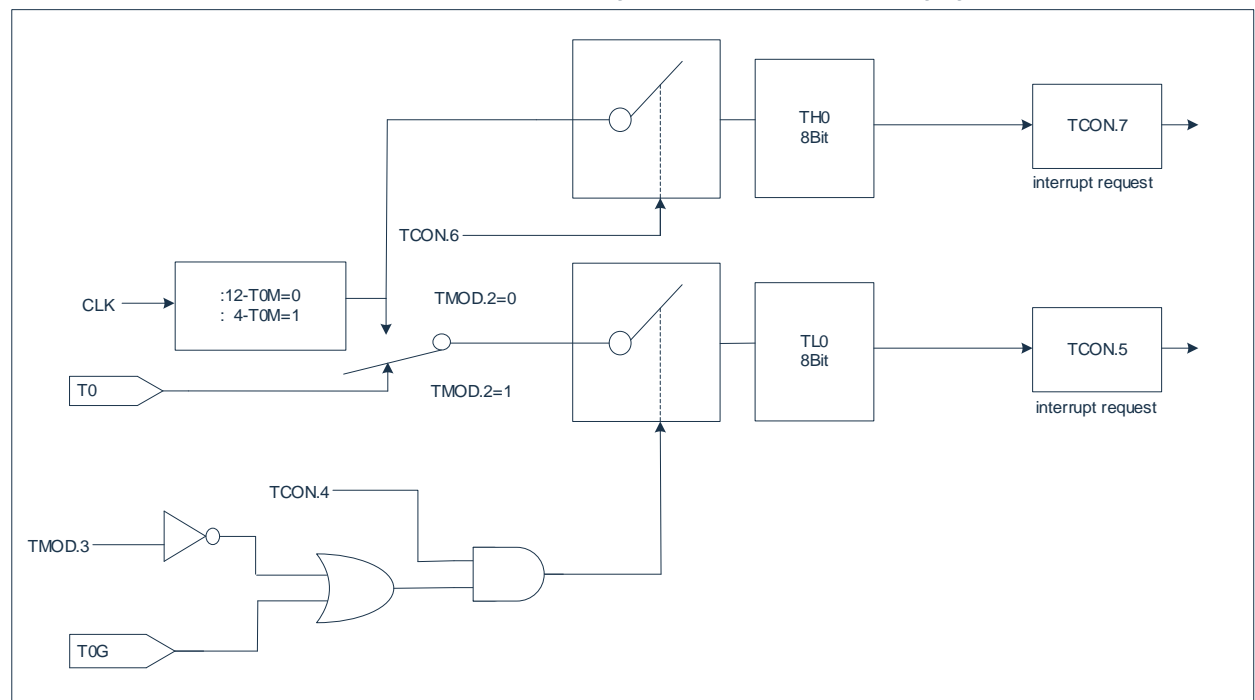 TH0
8Bit
TCON.7
interrupt request
TCON.6
CLK
:12-T0M=0
: 4-T0M=1
TMOD.2=0
TL0
8Bit
TCON.5
T0
TMOD.2=1
interrupt request
TCON.4
TMOD.3
T0G